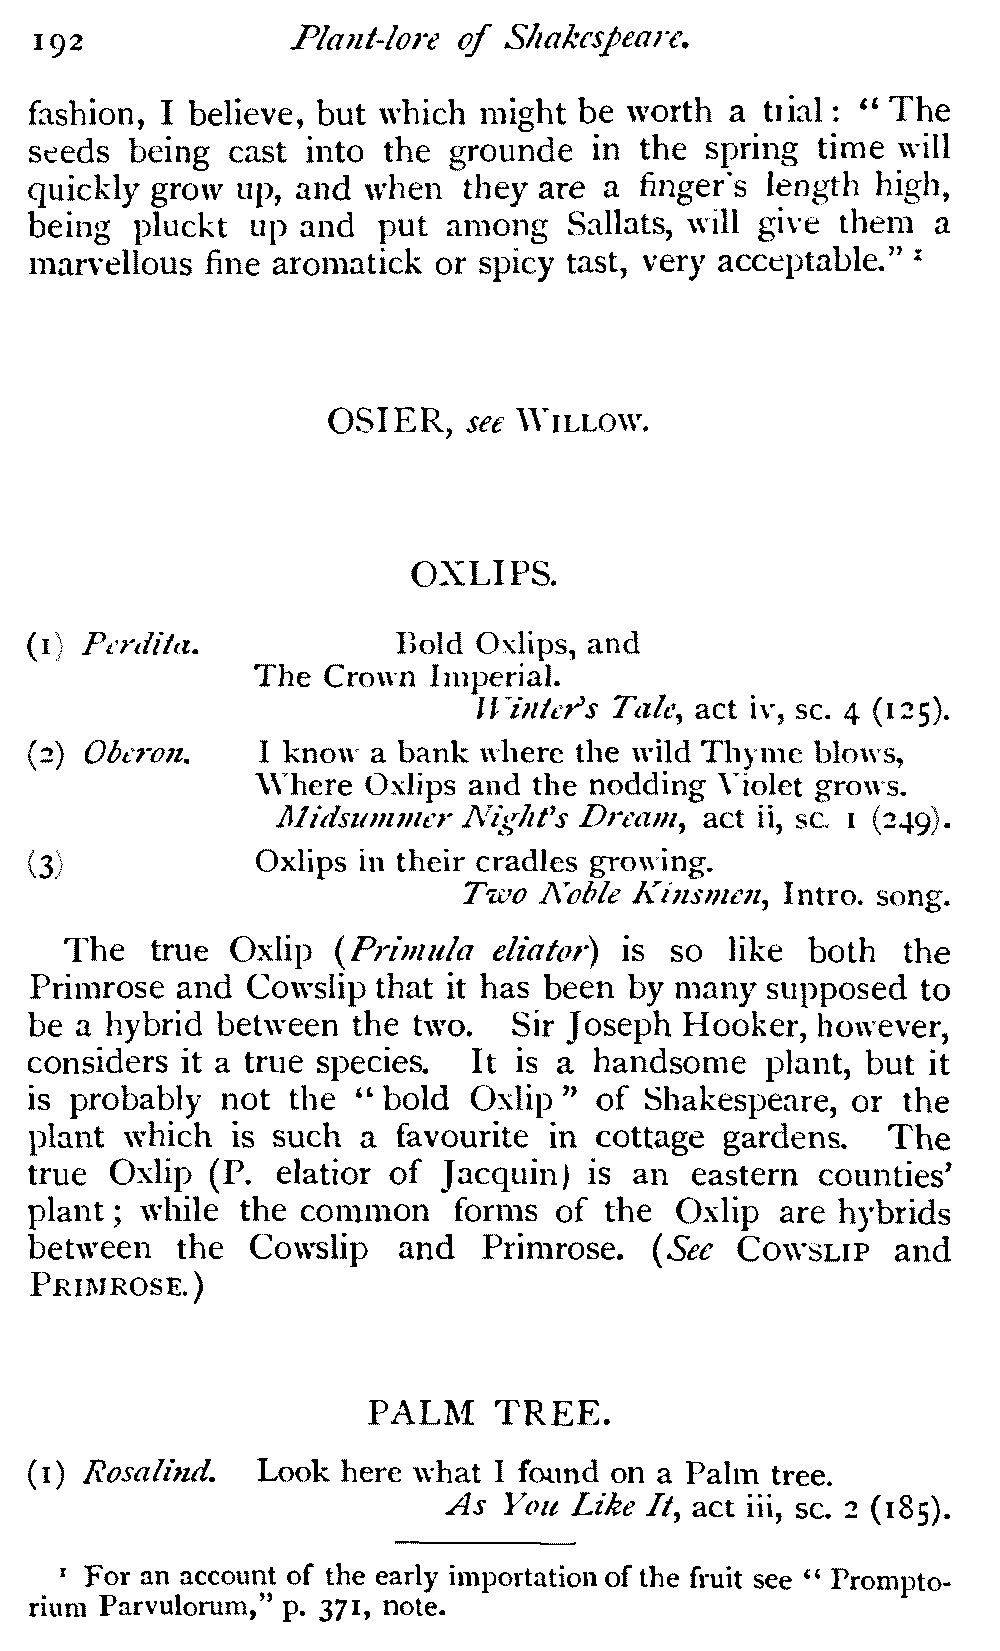 192 Plant-lore of Shakespeare.
fashion, I believe, but which might be worth a trial: “ The
seeds being cast into the grounde in the spring time will
quickly grow up, and when they are a finger's length high,
being pluckt up and put among Sallats, will give them a
marvellous fine aromatick or spicy tast, very acceptable.” ¹
OSIER, see WILLOW.
OXLIPS.
(1) Perdita. Bold Oxlips, and
The Crown Imperial.
Winter's Tale, act iv, sc. 4 (125).
(2) Oberon. I know a bank where the wild Thyme blows,
Where Oxlips and the nodding Violet grows.
Midsummer Night's Dream, act ii, sc. 1 (249).
(3) Oxlips in their cradles growing.
Two Noble Kinsmen, Intro. song.
The true Oxlip (Primula eliator) is so like both the
Primrose and Cowslip that it has been by many supposed to
be a hybrid between the two. Sir Joseph Hooker, however,
considers it a true species. It is a handsome plant, but it
is probably not the “ bold Oxlip ” of Shakespeare, or the
plant which is such a favourite in cottage gardens. The
true Oxlip (P. elatior of Jacquin) is an eastern counties'
plant ; while the common forms of the Oxlip are hybrids
between the Cowslip and Primrose. (See COWSLIP and
PRIMROSE.)
PALM TREE.
(1) Rosalind. Look here what I found on a Palm tree.
As You Like It, act iii, sc. 2 (185).
¹ For an account of the early importation of the fruit see “ Prompto-
rium Parvulorum,” p. 371, note.